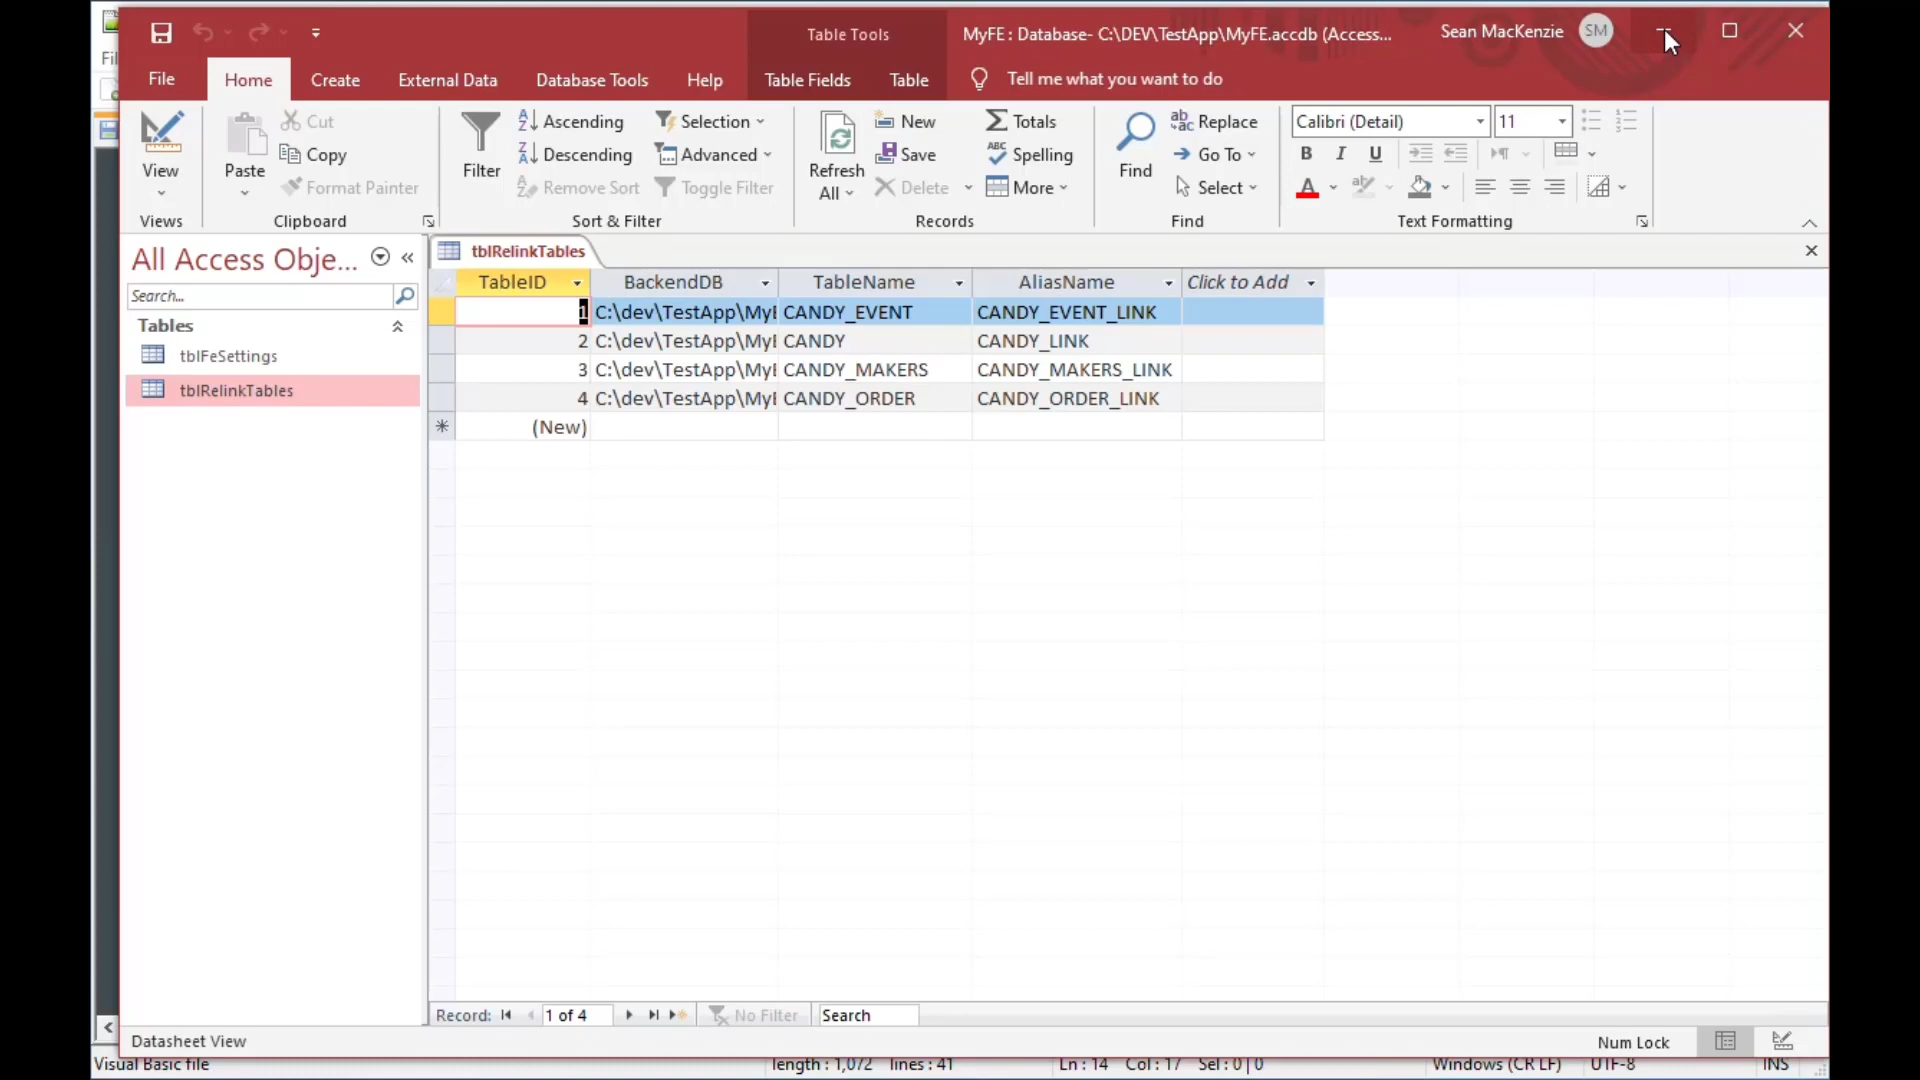 Table Tools
MyFE : Database- C:\DEV\TestApp\MyFE.accdb (Access...
Sean MacKenzie
SM
File
Home
Create
External Data
Database Tools
Help
Table Fields
Table
Tell me what you want to do
View
Views
Paste
Cut
Copy
Format Painter
Clipboard
Filter
Ascending
Descending
Remove Sort
Selection
Advanced
Toggle Filter
Sort & Filter
Refresh
All
New
Save
Delete
Totals
Spelling
More
Records
Find
Replace
Go To
Select
Find
Calibri (Detail)
11
B I U
Text Formatting
All Access Obje...
Search...
Tables
tblFeSettings
tblRelinkTables
tblRelinkTables
TableID BackendDB TableName AliasName Click to Add
1 C:\dev\TestApp\MyE CANDY_EVENT CANDY_EVENT_LINK
2 C:\dev\TestApp\MyE CANDY CANDY_LINK
3 C:\dev\TestApp\MyE CANDY_MAKERS CANDY_MAKERS_LINK
4 C:\dev\TestApp\MyE CANDY_ORDER CANDY_ORDER_LINK
(New)
Record: 1 of 4 No Filter Search
Datasheet View
Num Lock
Visual Basic file
length : 1,072 lines : 41
Ln : 14 Col : 17 Sel : 0 | 0
Windows (CR LF)
UTF-8
INS